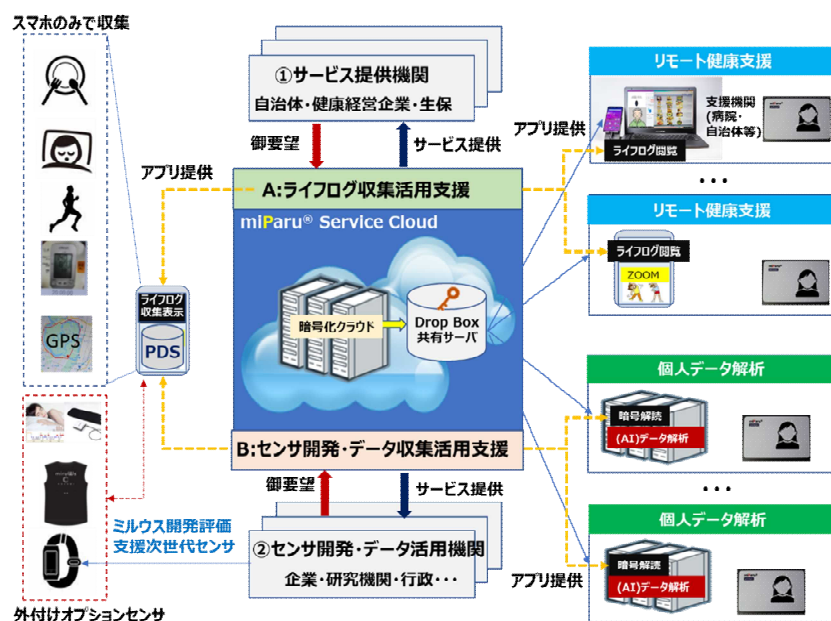 スマホのみで収集
GPS
外付けオプションセンサ
アプリ提供
ライフログ
収集表示
PDS
ミルウス開発評価
支援次世代センサ
①サービス提供機関
自治体・健康経営企業・生保
御要望
サービス提供
A:ライフログ収集活用支援
miParu® Service Cloud
暗号化クラウド
Drop Box
共有サーバ
B:センサ開発・データ収集活用支援
御要望
サービス提供
②センサ開発・データ活用機関
企業・研究機関・行政・・・
アプリ提供
リモート健康支援
支援機関
(病院・
自治体等)
ライフログ閲覧
・・・
リモート健康支援
ライフログ閲覧
ZOOM
個人データ解析
暗号解読
(AI)データ解析
・・・
個人データ解析
暗号解読
(AI)データ解析
アプリ提供